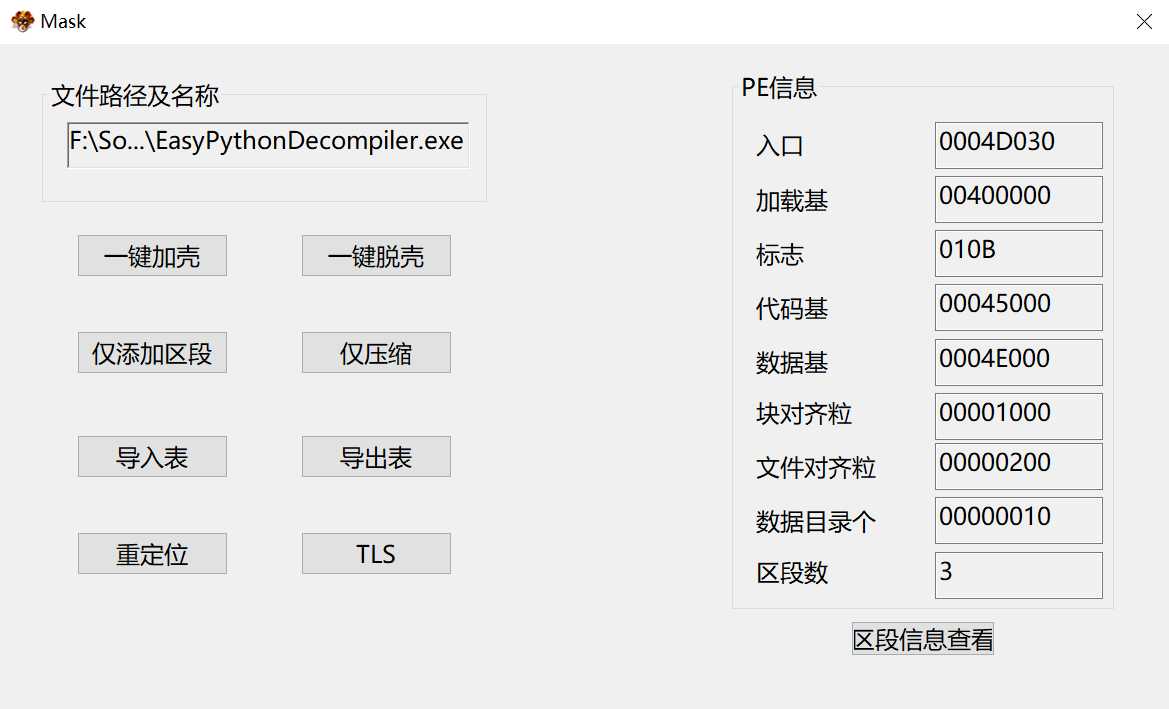 Mask
文件路径及名称
F:\So...\EasyPythonDecompiler.exe
一键加壳
一键脱壳
仅添加区段
仅压缩
导入表
导出表
重定位
TLS
PE信息
入口
0004D030
加载基
00400000
标志
010B
代码基
00045000
数据基
0004E000
块对齐粒
00001000
文件对齐粒
00000200
数据目录个
00000010
区段数
3
区段信息查看